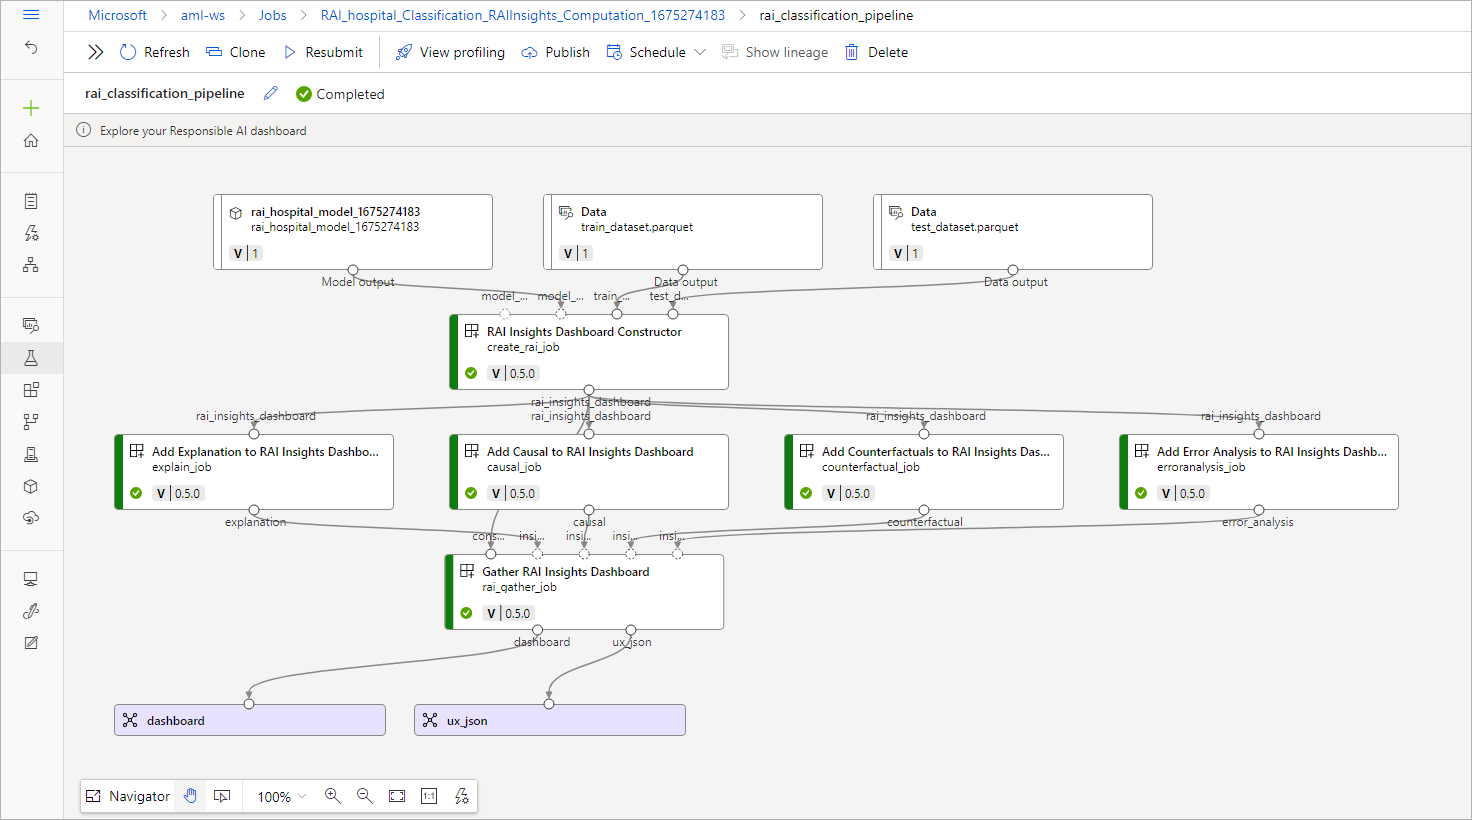 Microsoft > aml-ws > Jobs > RAI_hospital_Classification_RAIInsights_Computation_1675274183 > rai_classification_pipeline
Refresh Clone Resubmit View profiling Publish Schedule Show lineage Delete
rai_classification_pipeline Completed
Explore your Responsible AI dashboard
rai_hospital_model_1675274183
rai_hospital_model_1675274183
V 1
Data
train_dataset.parquet
V 1
Data
test_dataset.parquet
V 1
Model output
Data output
Data output
model_... model_... train_... test_d...
RAI Insights Dashboard Constructor
create_rai_job
V 0.5.0
rai_insights_dashboard
rai_insights_dashboard rai_insights_dashboard rai_insights_dashboard rai_insights_dashboard
Add Explanation to RAI Insights Dashbo...
explain_job
V 0.5.0
Add Causal to RAI Insights Dashboard
causal_job
V 0.5.0
Add Counterfactuals to RAI Insights Das...
counterfactual_job
V 0.5.0
Add Error Analysis to RAI Insights Dashb...
erroranalysis_job
V 0.5.0
explanation causal counterfactual error_analysis
cons... insi... insi... insi... insi...
Gather RAI Insights Dashboard
rai_gather_job
V 0.5.0
dashboard ux_json
dashboard
ux_json
Navigator 100% 1:1